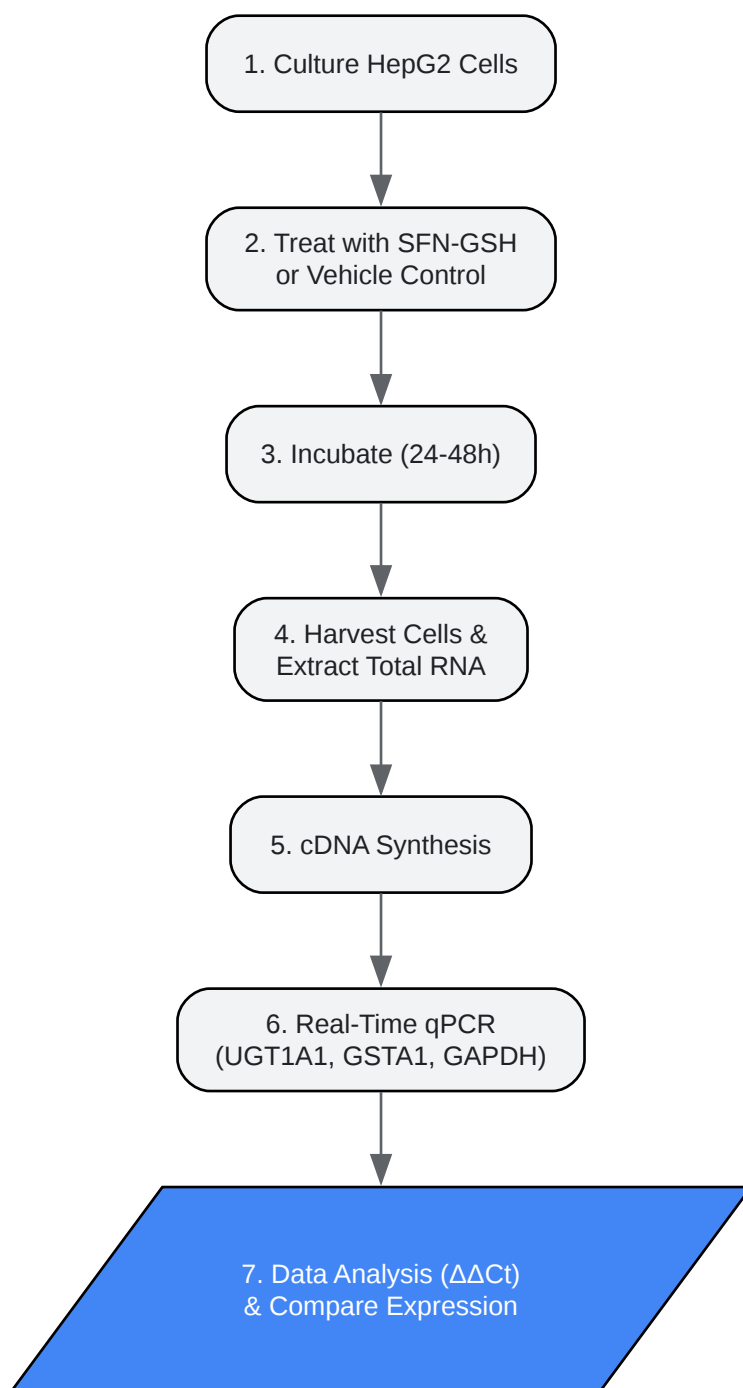 1. Culture HepG2 Cells
2. Treat with SFN-GSH
or Vehicle Control
3. Incubate (24-48h)
4. Harvest Cells &
Extract Total RNA
5. cDNA Synthesis
6. Real-Time qPCR
(UGT1A1, GSTA1, GAPDH)
7. Data Analysis (ΔΔCt)
& Compare Expression